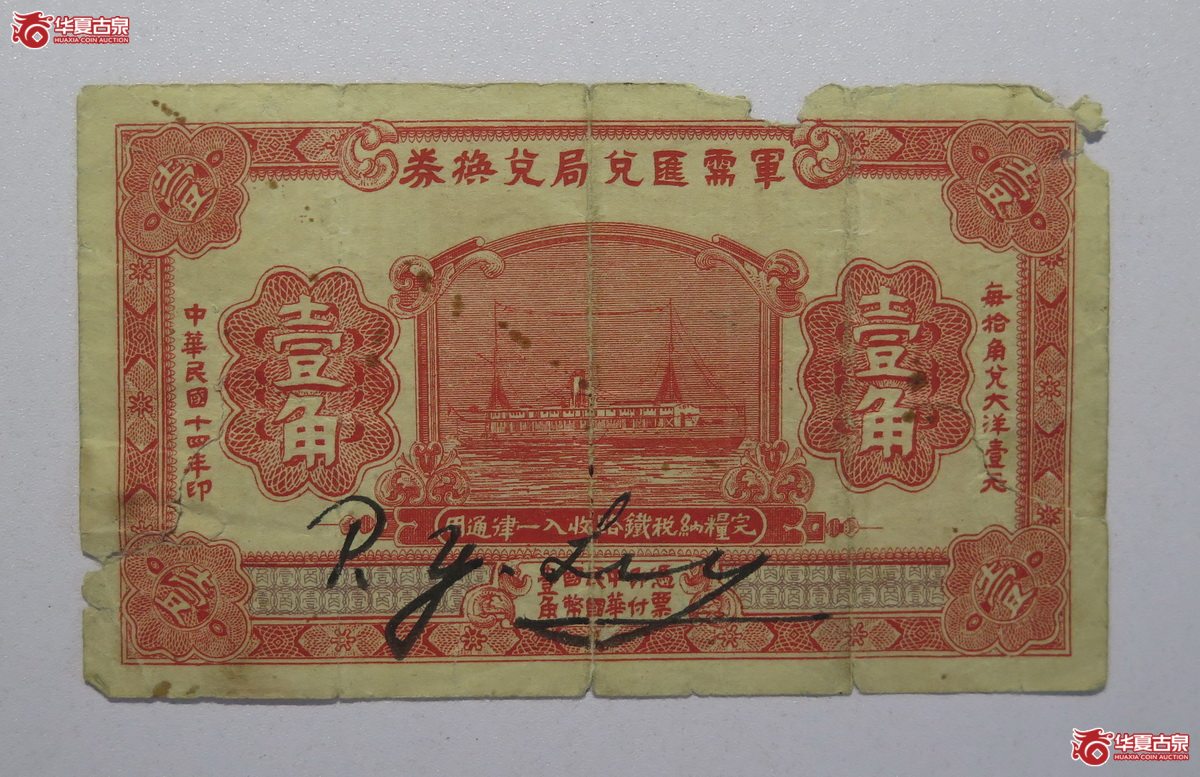 华夏古泉
HUAXIA COIN AUCTION
軍需匯兌局兌換券
壹
壹
每拾角兌大洋壹元
壹角
壹角
中華民國十四年印
完糧納稅鐵路收入一律通用
憑票即付中華民國國幣壹角
壹
壹
华夏古泉
HUAXIA COIN AUCTION